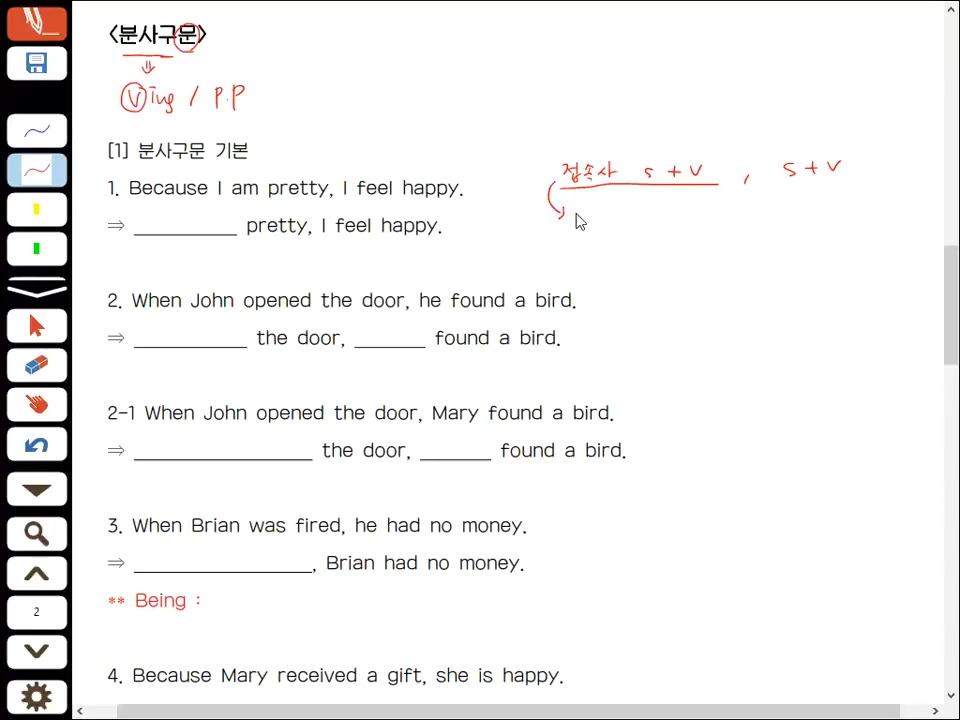 <분사구문>
⇓
Ving / P.P
[1] 분사구문 기본
접속사 s + v , s + v
1. Because I am pretty, I feel happy.
⇒ __________ pretty, I feel happy.
2. When John opened the door, he found a bird.
⇒ ___________ the door, _______ found a bird.
2-1 When John opened the door, Mary found a bird.
⇒ _________________ the door, _______ found a bird.
3. When Brian was fired, he had no money.
⇒ _________________, Brian had no money.
** Being :
4. Because Mary received a gift, she is happy.
2